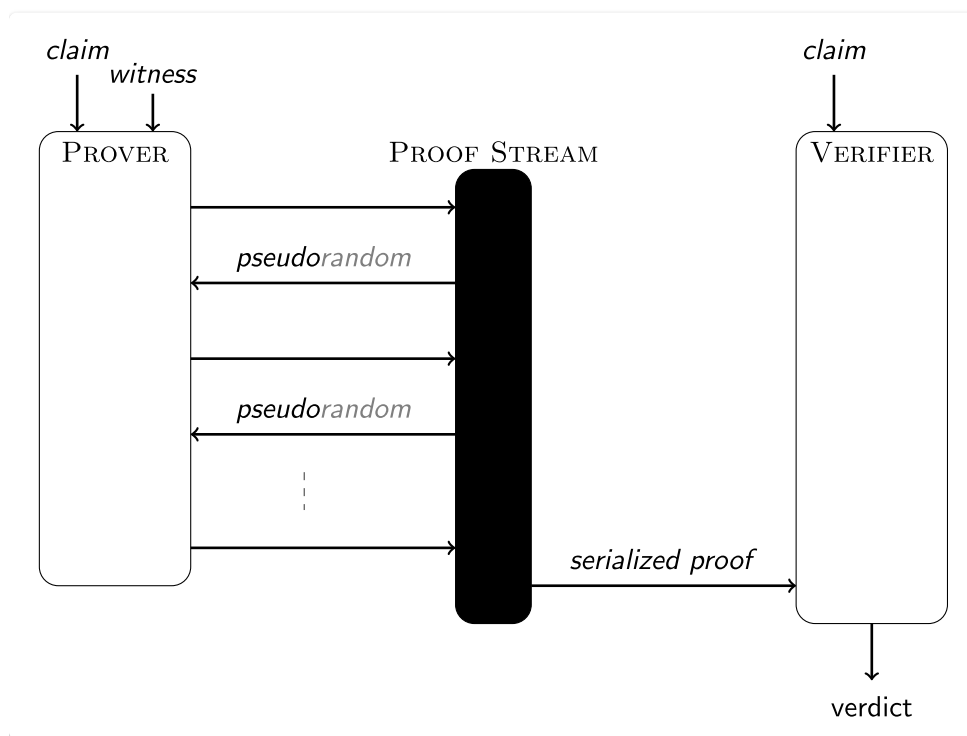 claim
witness
claim
PROVER
PROOF STREAM
VERIFIER
pseudorandom
pseudorandom
serialized proof
verdict